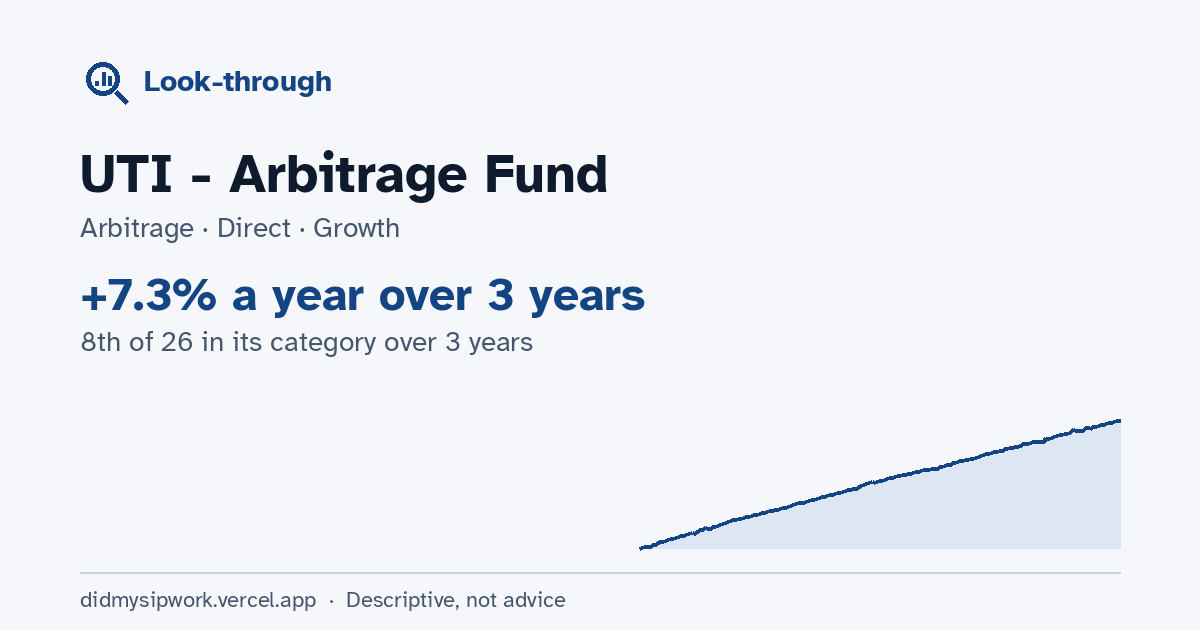 Look-through
UTI - Arbitrage Fund
Arbitrage · Direct · Growth
+7.3% a year over 3 years
8th of 26 in its category over 3 years
didmysipwork.vercel.app · Descriptive, not advice